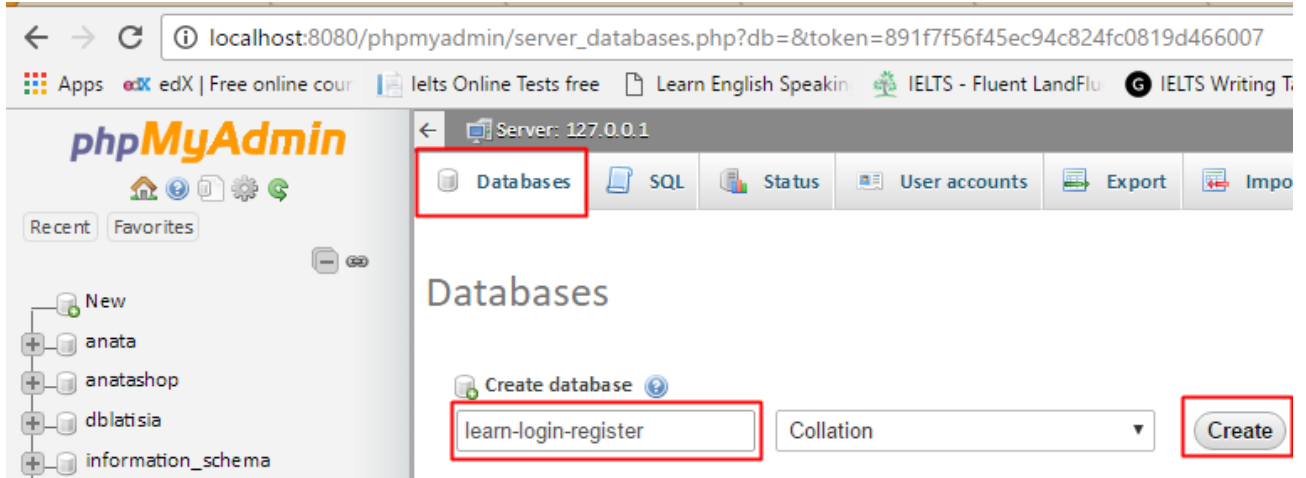 localhost:8080/phpmyadmin/server_databases.php?db=&token=891f7f56f45ec94c824fc0819d466007
Apps edX edX | Free online cour Ielts Online Tests free Learn English Speakin IELTS - Fluent LandFlu G IELTS Writing Ta
phpMyAdmin
Server: 127.0.0.1
Databases SQL Status User accounts Export Impo
Recent Favorites
New
Databases
anata
anatashop
Create database
dblatisia
learn-login-register Collation Create
information_schema